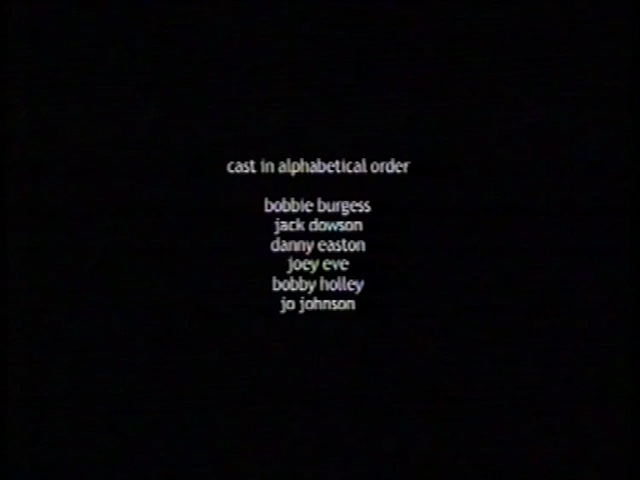 cast in alphabetical order
bobbie burgess
jack dowson
danny easton
joey eve
bobby holley
jo johnson